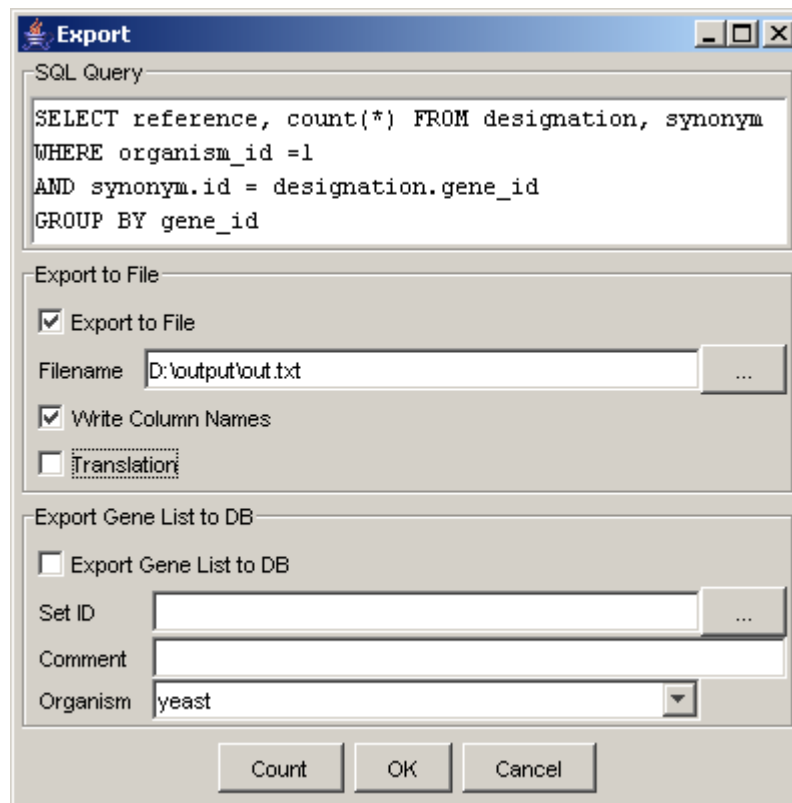 Export
SQL Query
SELECT reference, count(*) FROM designation, synonym
WHERE organism_id =1
AND synonym.id = designation.gene_id
GROUP BY gene_id
Export to File
Export to File
Filename D:\output\out.txt ...
Write Column Names
Translation
Export Gene List to DB
Export Gene List to DB
Set ID ...
Comment
Organism yeast
Count OK Cancel